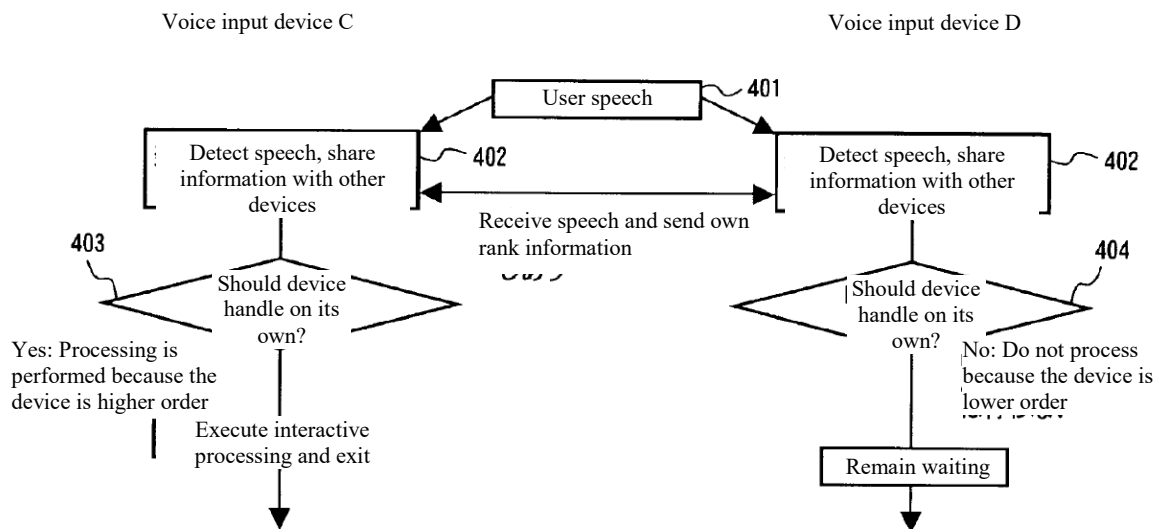 Voice input device C
Voice input device D
User speech
401
Detect speech, share
information with other
devices
402
Detect speech, share
information with other
devices
402
Receive speech and send own
rank information
403
Should device
handle on its
own?
404
Should device
handle on its
own?
Yes: Processing is
performed because the
device is higher order
No: Do not process
because the device is
lower order
Execute interactive
processing and exit
Remain waiting